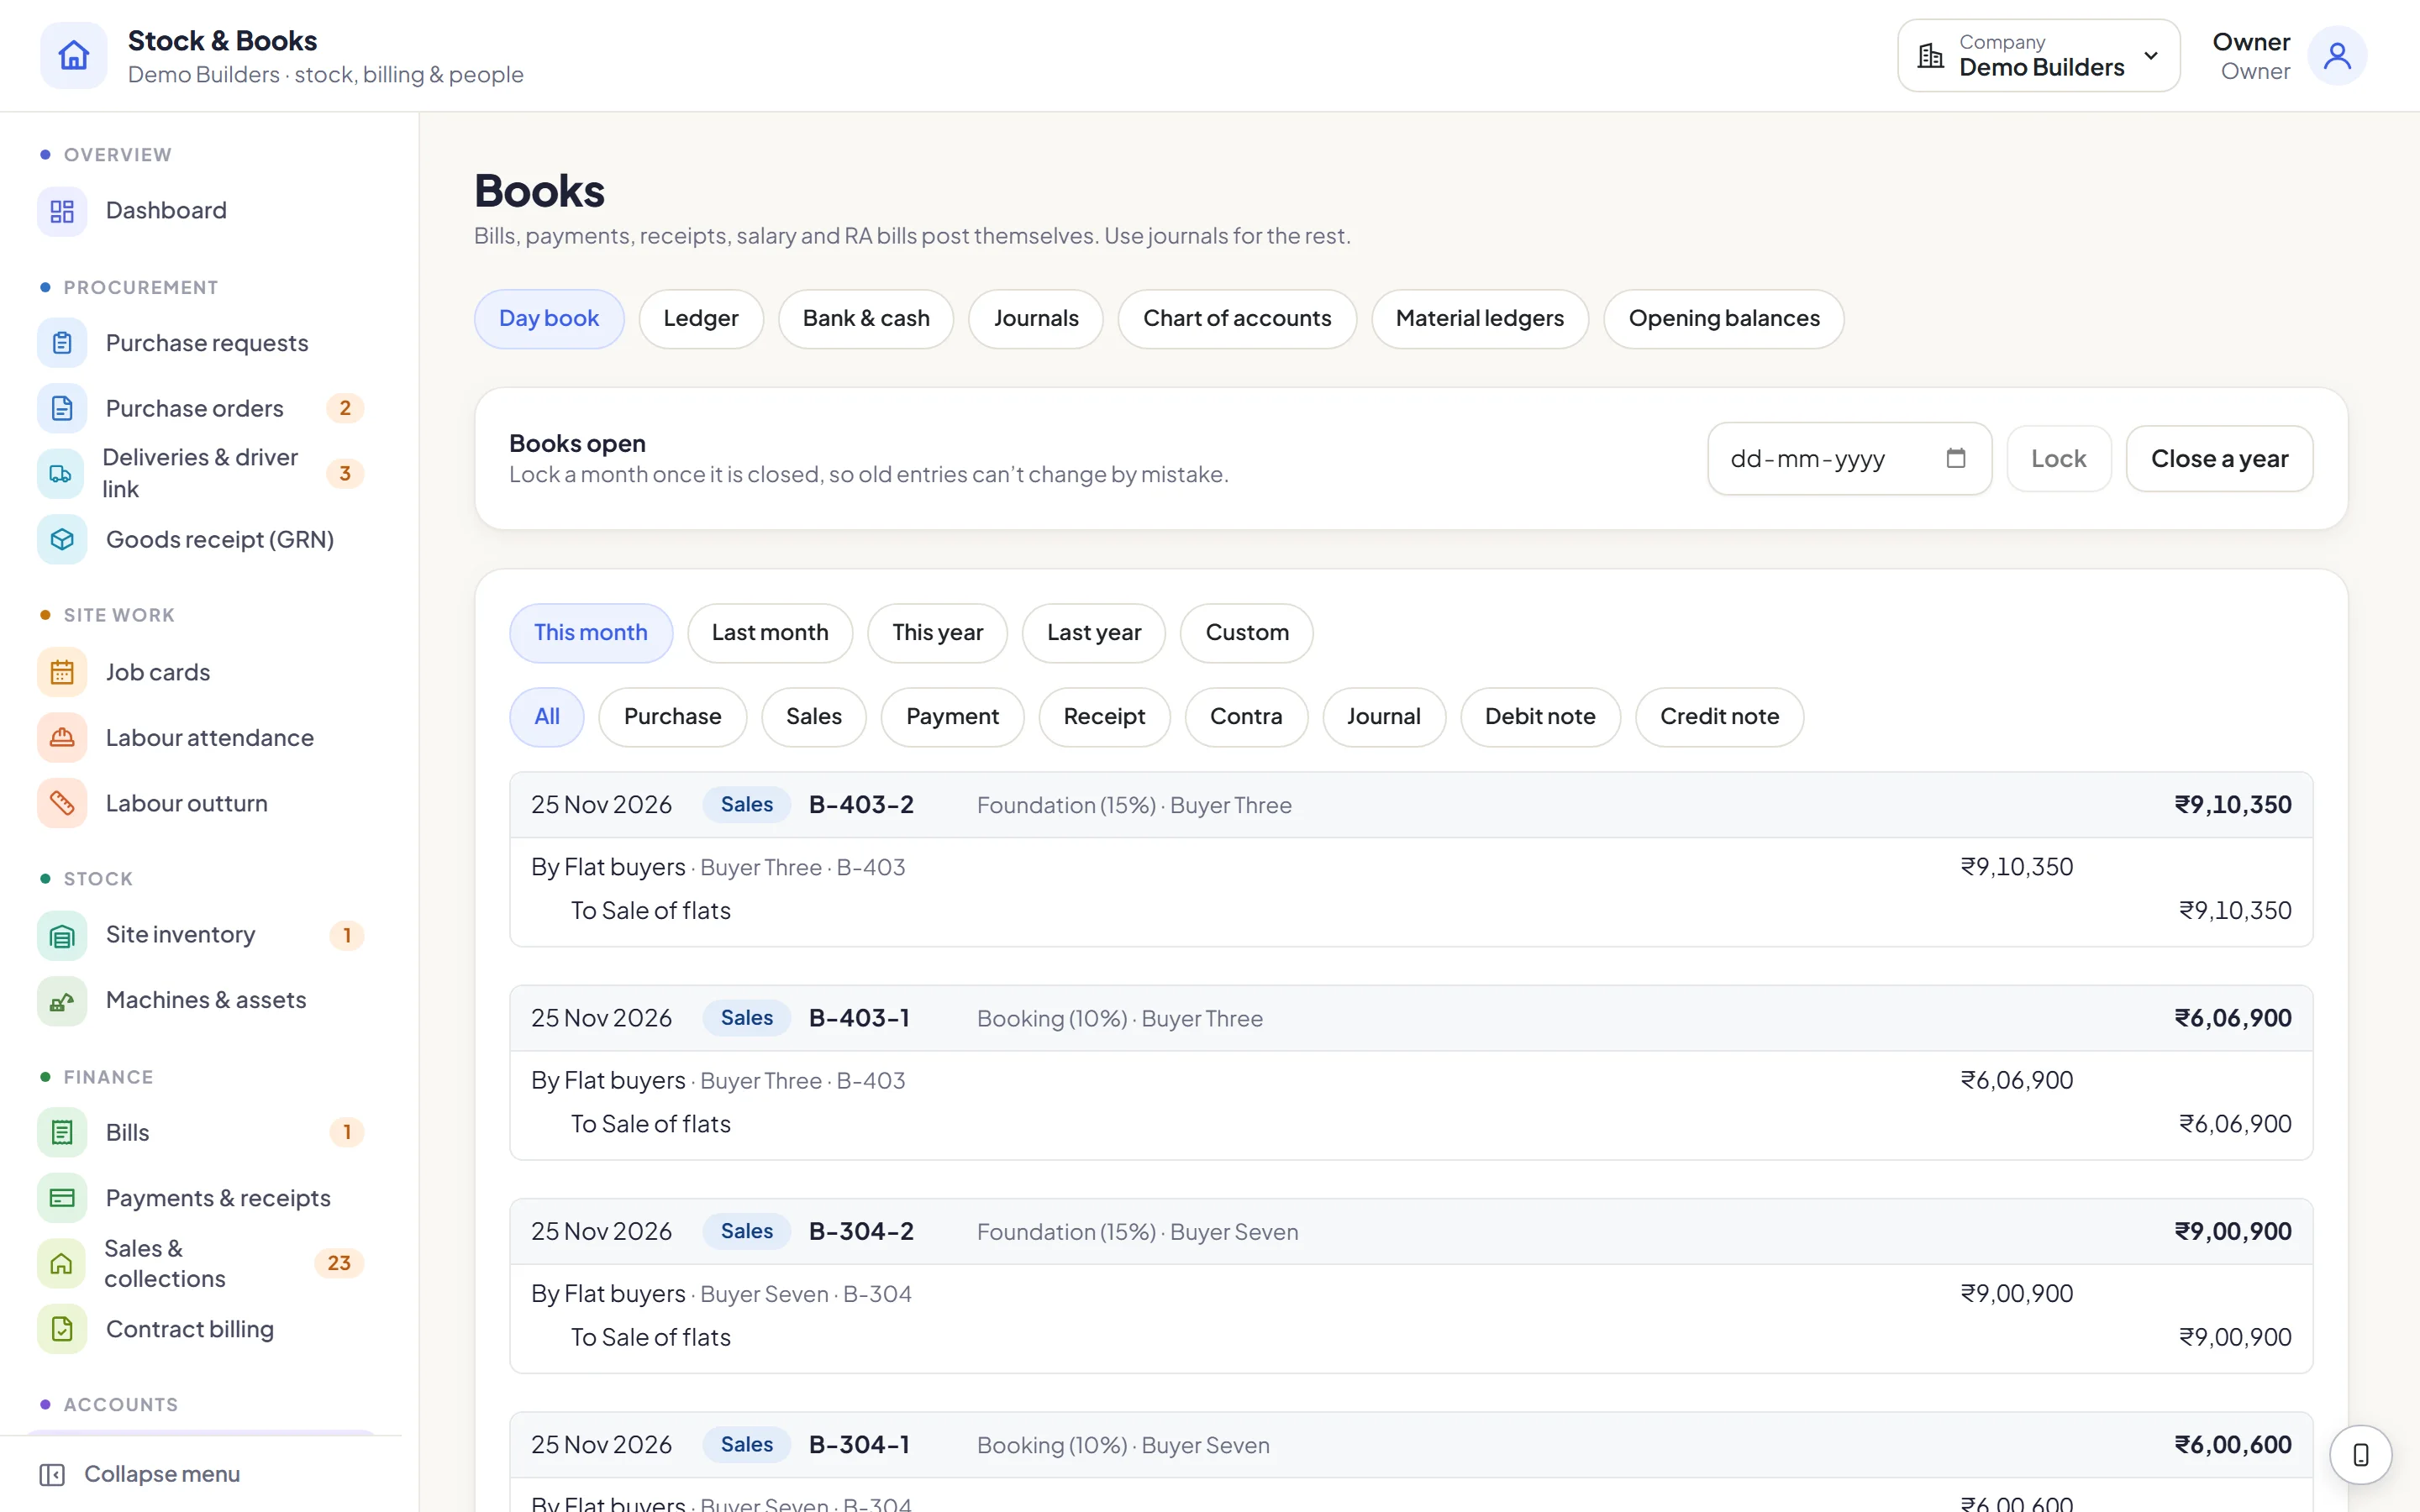 Stock & Books
Demo Builders · stock, billing & people
Company
Demo Builders
Owner
Owner
OVERVIEW
Dashboard
PROCUREMENT
Purchase requests
Purchase orders 2
Deliveries & driver
link
3
Goods receipt (GRN)
SITE WORK
Job cards
Labour attendance
Labour outturn
STOCK
Site inventory 1
Machines & assets
FINANCE
Bills 1
Payments & receipts
Sales &
collections
23
Contract billing
ACCOUNTS
Collapse menu
Books
Bills, payments, receipts, salary and RA bills post themselves. Use journals for the rest.
Day book Ledger Bank & cash Journals Chart of accounts Material ledgers Opening balances
Books open
Lock a month once it is closed, so old entries can’t change by mistake.
dd-mm-yyyy Lock Close a year
This month Last month This year Last year Custom
All Purchase Sales Payment Receipt Contra Journal Debit note Credit note
25 Nov 2026 Sales B-403-2 Foundation (15%) · Buyer Three ₹9,10,350
By Flat buyers · Buyer Three · B-403 ₹9,10,350
To Sale of flats ₹9,10,350
25 Nov 2026 Sales B-403-1 Booking (10%) · Buyer Three ₹6,06,900
By Flat buyers · Buyer Three · B-403 ₹6,06,900
To Sale of flats ₹6,06,900
25 Nov 2026 Sales B-304-2 Foundation (15%) · Buyer Seven ₹9,00,900
By Flat buyers · Buyer Seven · B-304 ₹9,00,900
To Sale of flats ₹9,00,900
25 Nov 2026 Sales B-304-1 Booking (10%) · Buyer Seven ₹6,00,600
By Flat buyers · Buyer Seven · B-304 ₹6,00,600